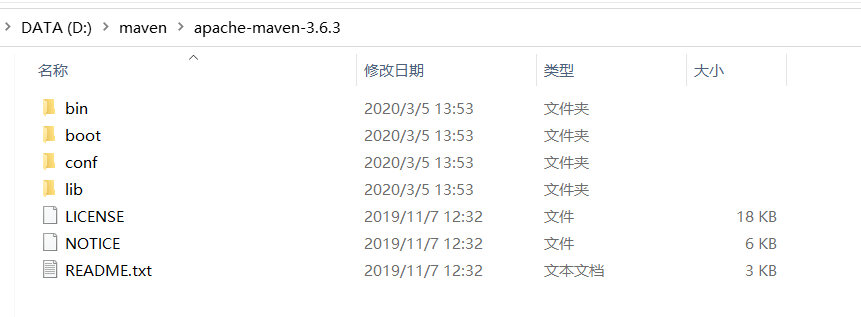 DATA (D:) maven apache-maven-3.6.3
名称 修改日期 类型 大小
bin 2020/3/5 13:53 文件夹
boot 2020/3/5 13:53 文件夹
conf 2020/3/5 13:53 文件夹
lib 2020/3/5 13:53 文件夹
LICENSE 2019/11/7 12:32 文件 18 KB
NOTICE 2019/11/7 12:32 文件 6 KB
README.txt 2019/11/7 12:32 文本文档 3 KB